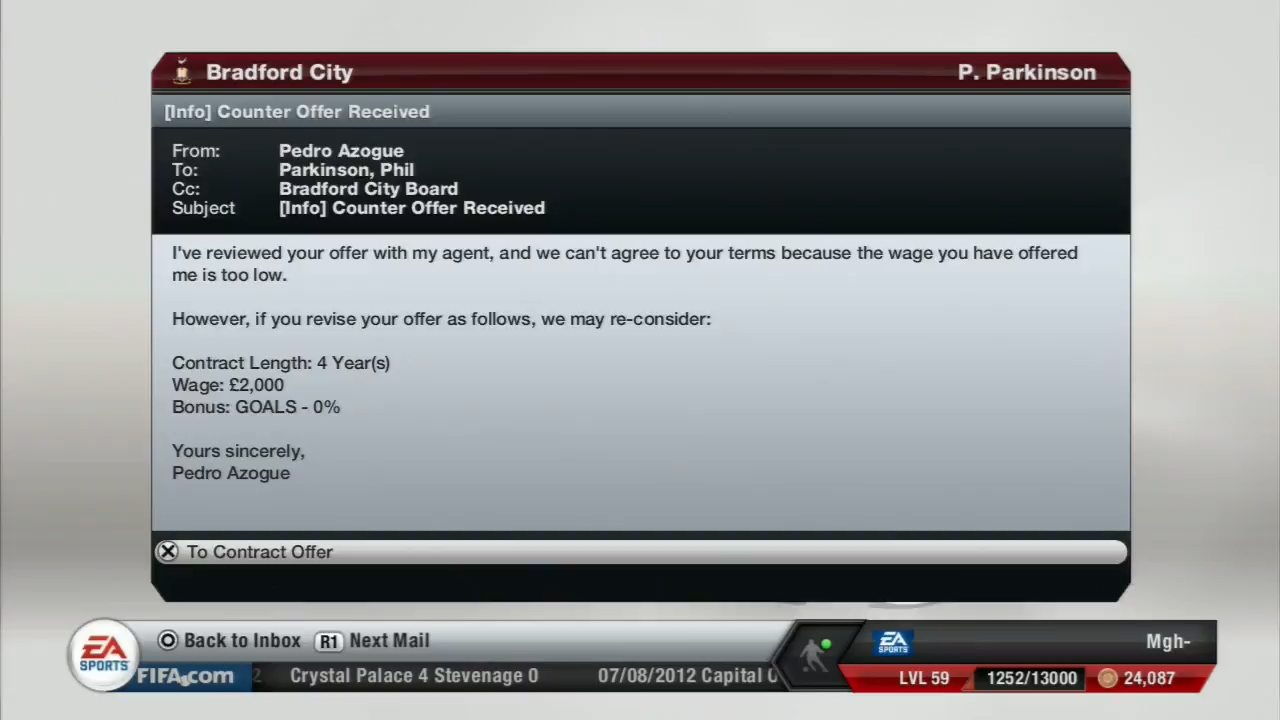 Bradford City
P. Parkinson
[Info] Counter Offer Received
From: Pedro Azogue
To: Parkinson, Phil
Cc: Bradford City Board
Subject [Info] Counter Offer Received
I've reviewed your offer with my agent, and we can't agree to your terms because the wage you have offered
me is too low.
However, if you revise your offer as follows, we may re-consider:
Contract Length: 4 Year(s)
Wage: £2,000
Bonus: GOALS - 0%
Yours sincerely,
Pedro Azogue
To Contract Offer
Back to Inbox R1 Next Mail
EA SPORTS
EA SPORTS
Mgh-
FIFA.com
2 Crystal Palace 4 Stevenage 0 07/08/2012 Capital
LVL 59 1252/13000 24,087